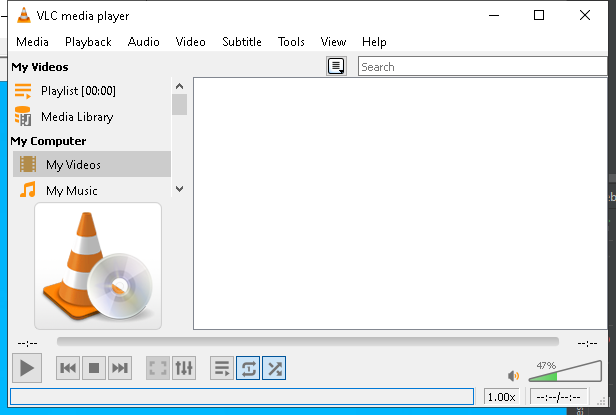 VLC media player
Media Playback Audio Video Subtitle Tools View Help
My Videos
Search
Playlist [00:00]
Media Library
My Computer
My Videos
My Music
--:-- --:--
47%
1.00x --:--/--:--